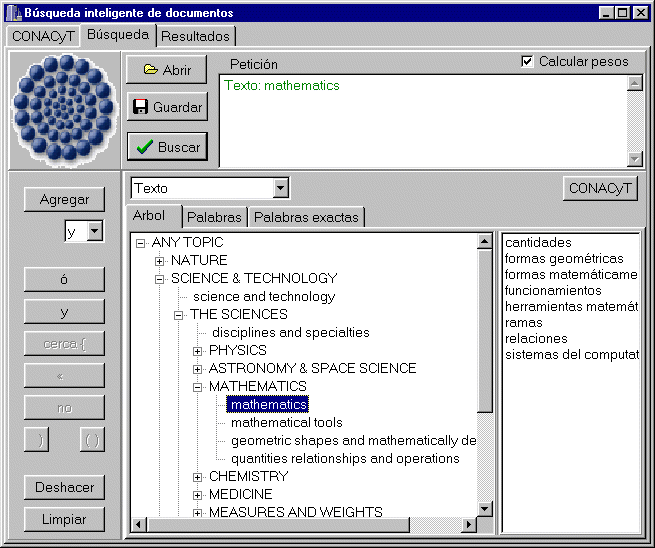 Búsqueda inteligente de documentos
CONACyT Búsqueda Resultados
Abrir
Guardar
Buscar
Petición
Calcular pesos
Texto: mathematics
Agregar
y
ó
y
cerca {
«
no
)
( )
Deshacer
Limpiar
Texto
CONACyT
Arbol Palabras Palabras exactas
ANY TOPIC
NATURE
SCIENCE & TECHNOLOGY
science and technology
THE SCIENCES
disciplines and specialties
PHYSICS
ASTRONOMY & SPACE SCIENCE
MATHEMATICS
mathematics
mathematical tools
geometric shapes and mathematically de
quantities relationships and operations
CHEMISTRY
MEDICINE
MEASURES AND WEIGHTS
cantidades
formas geométricas
formas matemáticame
funcionamientos
herramientas matemát
ramas
relaciones
sistemas del computat